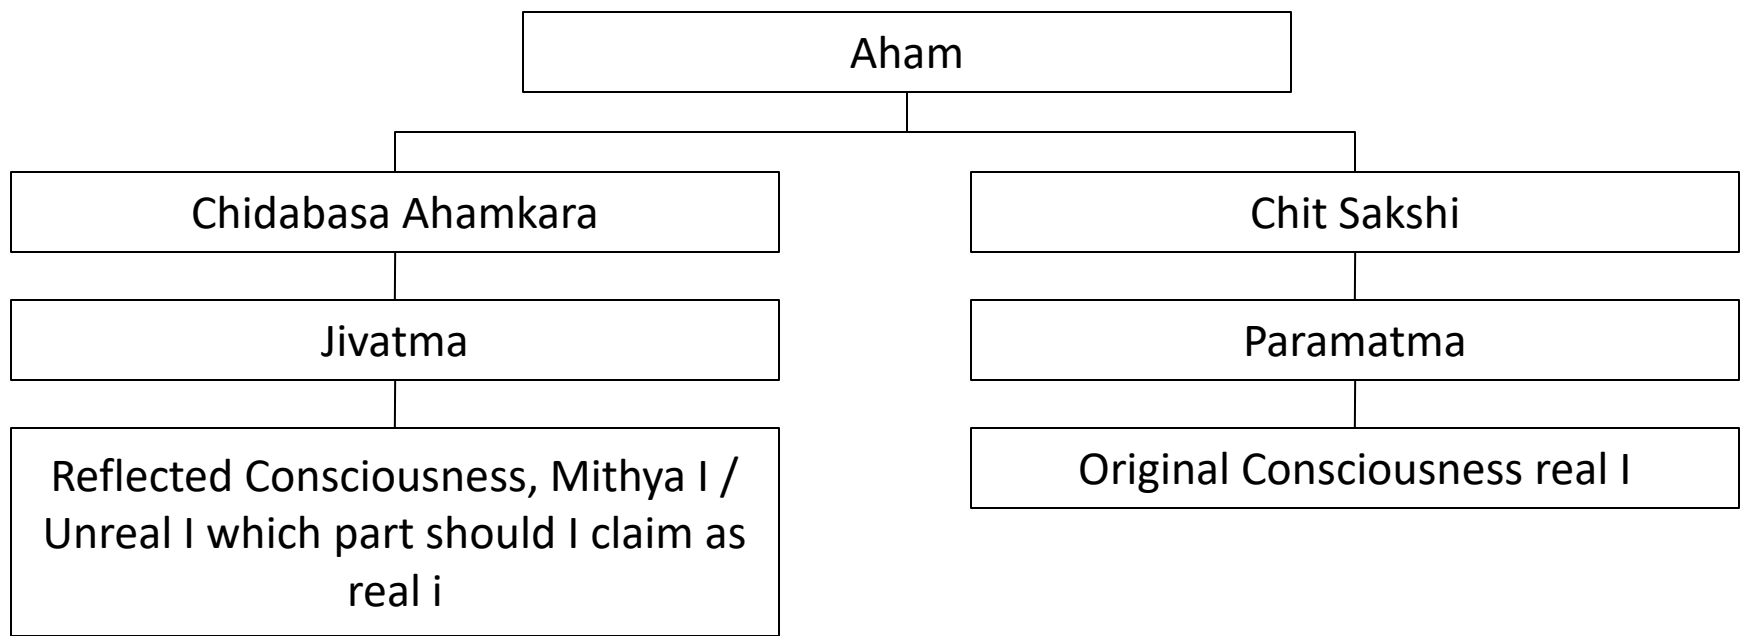 Aham
Chidabasa Ahamkara
Chit Sakshi
Jivatma
Paramatma
Reflected Consciousness, Mithya I /
Unreal I which part should I claim as
real i
Original Consciousness real I